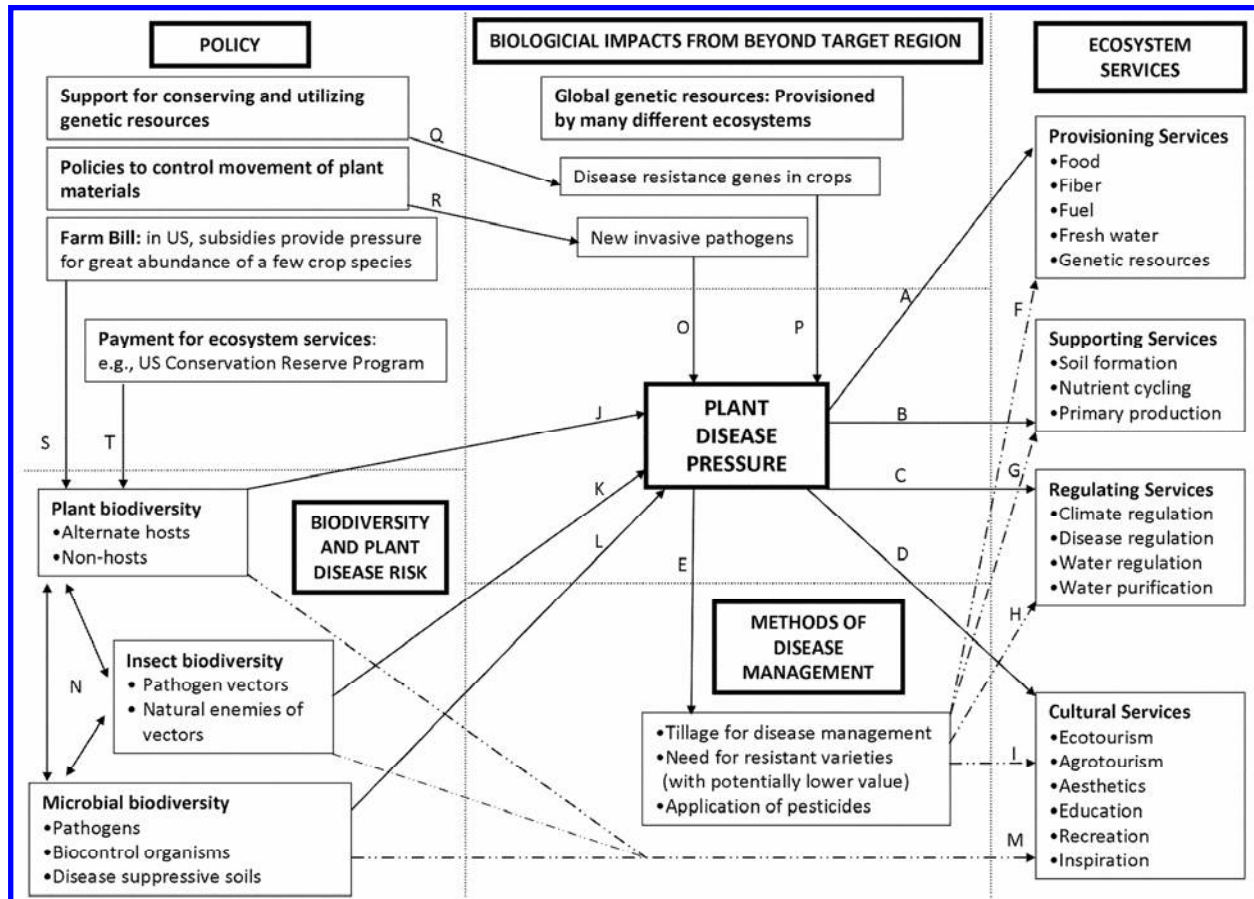 POLICY
Support for conserving and utilizing
genetic resources
Policies to control movement of plant
materials
Farm Bill: in US, subsidies provide pressure
for great abundance of a few crop species
Payment for ecosystem services:
e.g., US Conservation Reserve Program
Q
R
S
T
BIOLOGICIAL IMPACTS FROM BEYOND TARGET REGION
Global genetic resources: Provisioned
by many different ecosystems
Disease resistance genes in crops
New invasive pathogens
O
P
PLANT
DISEASE
PRESSURE
A
B
C
D
E
J
K
L
Plant biodiversity
•Alternate hosts
•Non-hosts
BIODIVERSITY
AND PLANT
DISEASE RISK
N
Insect biodiversity
• Pathogen vectors
• Natural enemies of
vectors
Microbial biodiversity
•Pathogens
•Biocontrol organisms
•Disease suppressive soils
METHODS OF
DISEASE
MANAGEMENT
•Tillage for disease management
•Need for resistant varieties
(with potentially lower value)
•Application of pesticides
F
G
H
I
M
ECOSYSTEM
SERVICES
Provisioning Services
•Food
•Fiber
•Fuel
•Fresh water
•Genetic resources
Supporting Services
•Soil formation
•Nutrient cycling
•Primary production
Regulating Services
•Climate regulation
•Disease regulation
•Water regulation
•Water purification
Cultural Services
•Ecotourism
•Agrotourism
•Aesthetics
•Education
•Recreation
•Inspiration